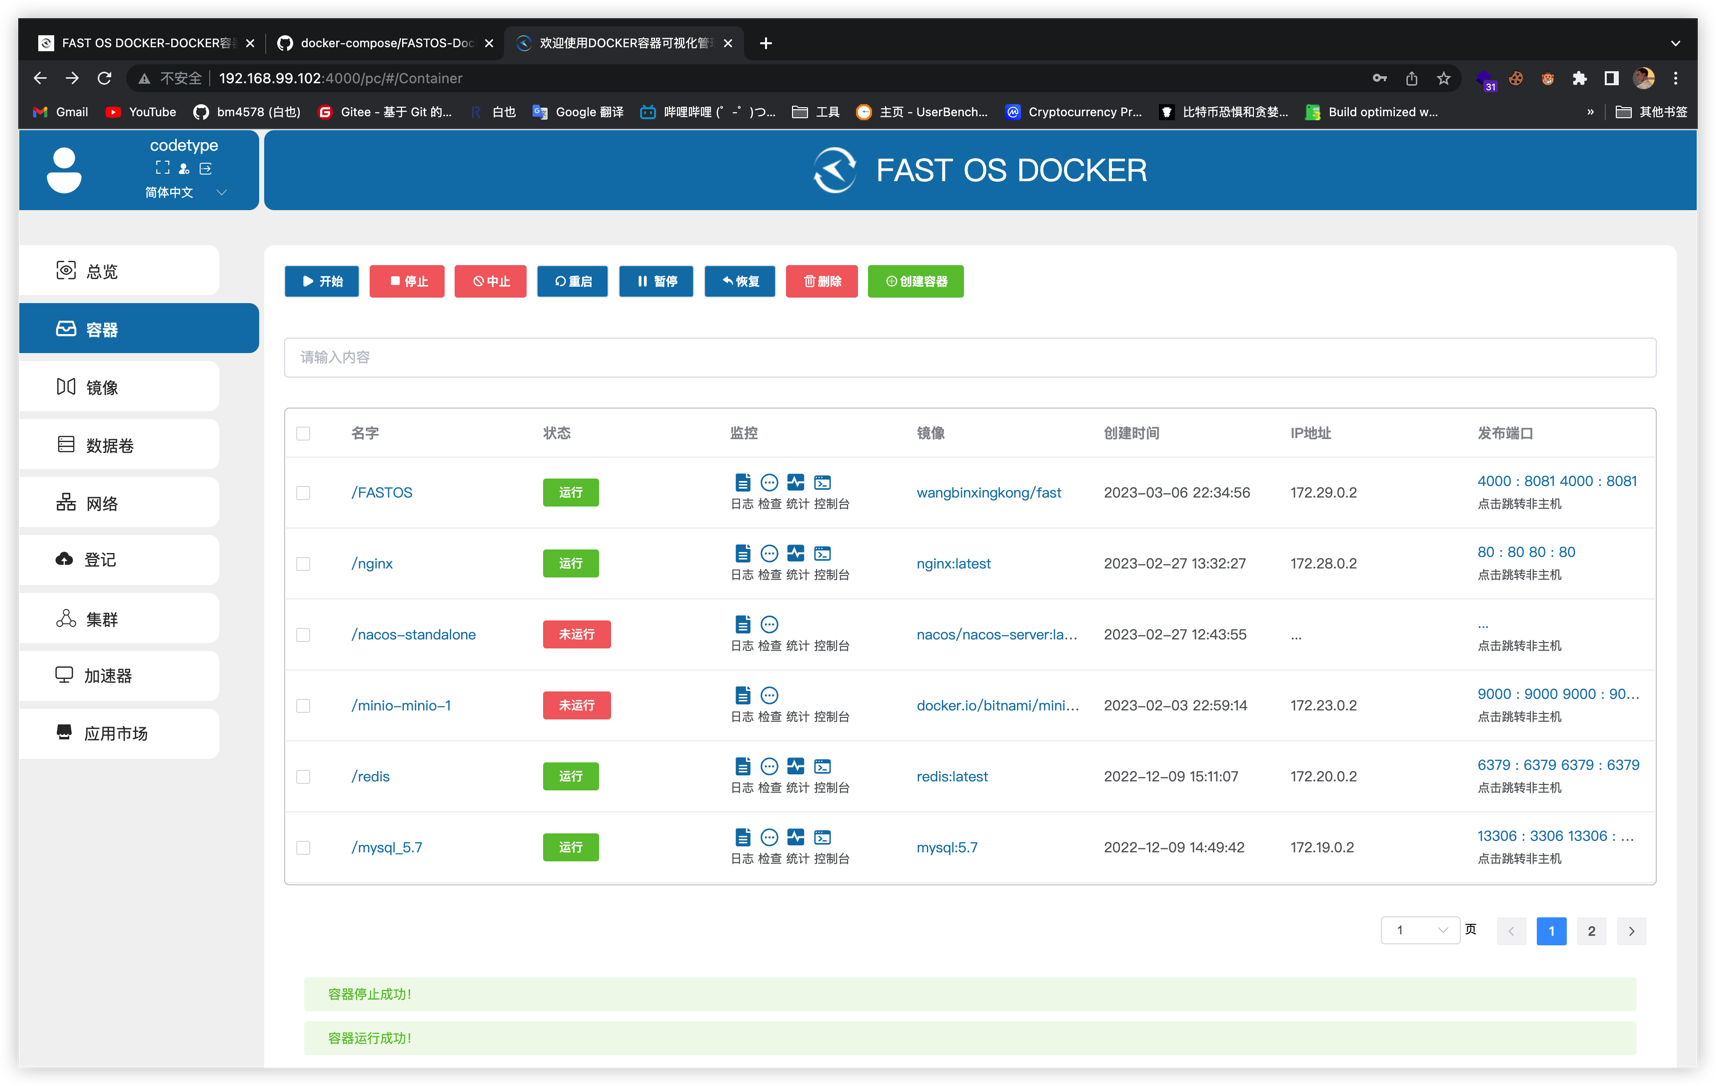 FAST OS DOCKER-DOCKER容
docker-compose/FASTOS-Doc
欢迎使用DOCKER容器可视化管
不安全
192.168.99.102:4000/pc/#/Container
31
Gmail
YouTube
bm4578 (白也)
Gitee - 基于 Git 的...
白也
Google 翻译
哔哩哔哩 (゜-゜)つ...
工具
主页 - UserBench...
Cryptocurrency Pr...
比特币恐惧和贪婪...
Build optimized w...
»
其他书签
codetype
简体中文
FAST OS DOCKER
总览
容器
镜像
数据卷
网络
登记
集群
加速器
应用市场
开始 停止 中止 重启 暂停 恢复 删除 创建容器
请输入内容
名字 状态 监控 镜像 创建时间 IP地址 发布端口
/FASTOS 运行 日志 检查 统计 控制台 wangbinxingkong/fast 2023-03-06 22:34:56 172.29.0.2 4000 : 8081 4000 : 8081
点击跳转非主机
/nginx 运行 日志 检查 统计 控制台 nginx:latest 2023-02-27 13:32:27 172.28.0.2 80 : 80 80 : 80
点击跳转非主机
/nacos-standalone 未运行 日志 检查 统计 控制台 nacos/nacos-server:la... 2023-02-27 12:43:55 ... ...
点击跳转非主机
/minio-minio-1 未运行 日志 检查 统计 控制台 docker.io/bitnami/mini... 2023-02-03 22:59:14 172.23.0.2 9000 : 9000 9000 : 90...
点击跳转非主机
/redis 运行 日志 检查 统计 控制台 redis:latest 2022-12-09 15:11:07 172.20.0.2 6379 : 6379 6379 : 6379
点击跳转非主机
/mysql_5.7 运行 日志 检查 统计 控制台 mysql:5.7 2022-12-09 14:49:42 172.19.0.2 13306 : 3306 13306 : ...
点击跳转非主机
1 页 1 2
容器停止成功!
容器运行成功!